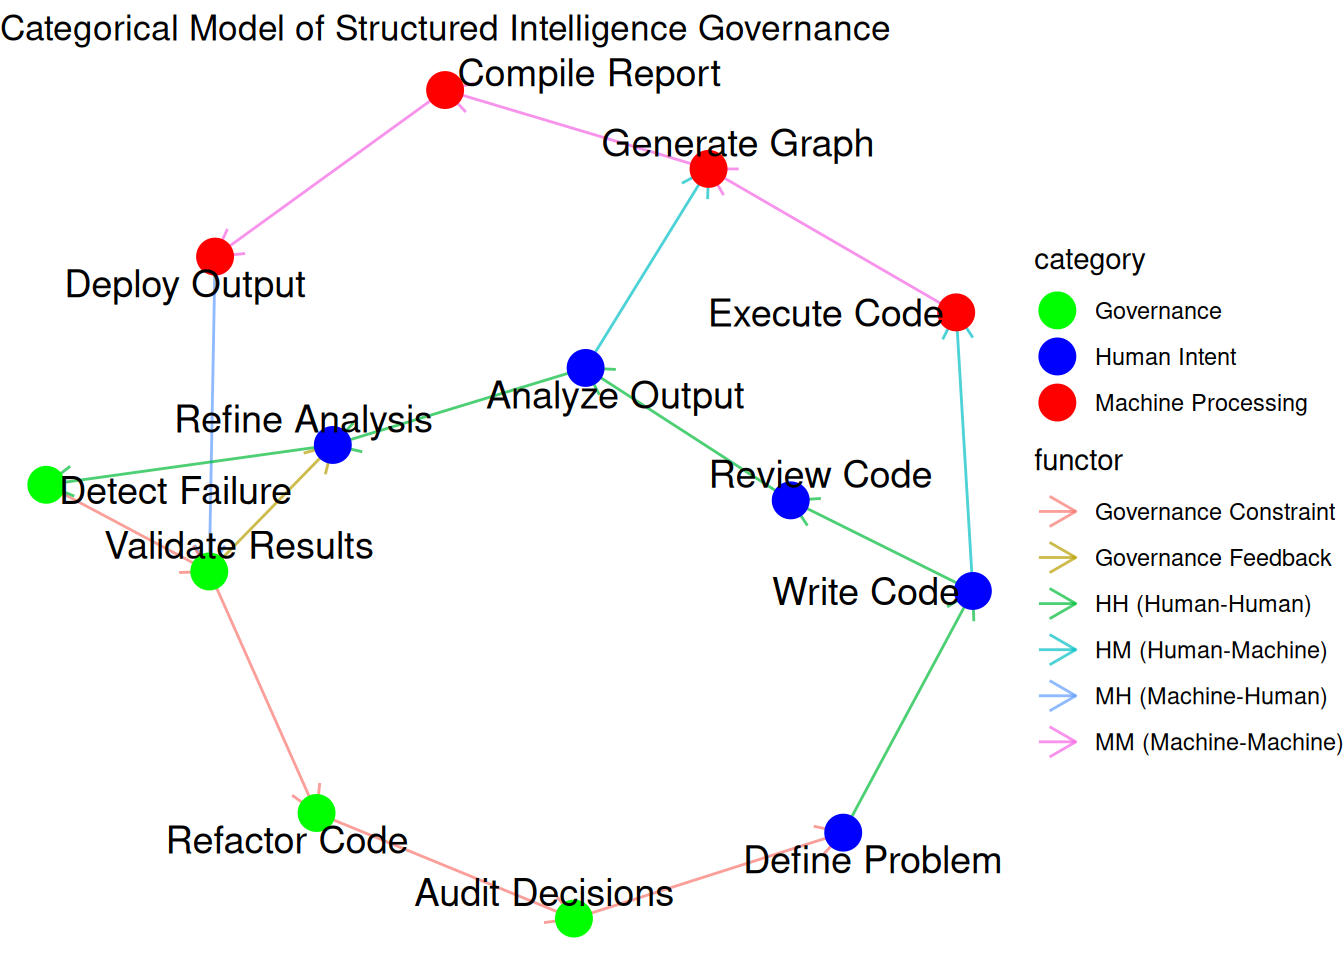 Categorical Model of Structured Intelligence Governance
Compile Report
Generate Graph
Deploy Output
Execute Code
Analyze Output
Refine Analysis
Review Code
Detect Failure
Validate Results
Write Code
Refactor Code
Define Problem
Audit Decisions
category
Governance
Human Intent
Machine Processing
functor
Governance Constraint
Governance Feedback
HH (Human-Human)
HM (Human-Machine)
MH (Machine-Human)
MM (Machine-Machine)